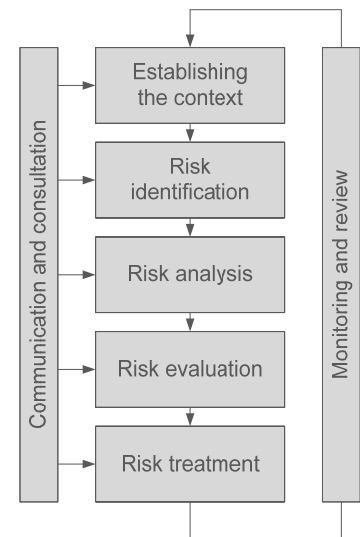 Communication and consultation
Establishing
the context
Risk
identification
Risk analysis
Risk evaluation
Risk treatment
Monitoring and review